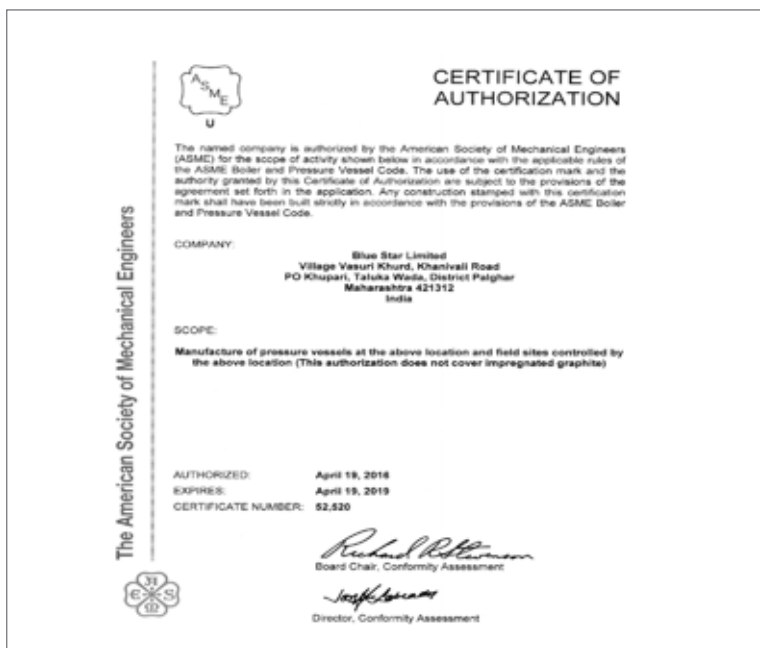 ASME
U
CERTIFICATE OF
AUTHORIZATION
The named company is authorized by the American Society of Mechanical Engineers
(ASME) for the scope of activity shown below in accordance with the applicable rules of
the ASME Boiler and Pressure Vessel Code. The use of the certification mark and the
authority granted by this Certificate of Authorization are subject to the provisions of the
agreement set forth in the application. Any construction stamped with this certification
mark shall have been built strictly in accordance with the provisions of the ASME Boiler
and Pressure Vessel Code.
COMPANY:
Blue Star Limited
Village Vasuri Khurd, Khanivali Road
PO Khupari, Taluka Wada, District Palghar
Maharashtra 421312
India
SCOPE:
Manufacture of pressure vessels at the above location and field sites controlled by
the above location (This authorization does not cover impregnated graphite)
AUTHORIZED: April 19, 2016
EXPIRES: April 19, 2019
CERTIFICATE NUMBER: 52,520
Board Chair, Conformity Assessment
Director, Conformity Assessment
The American Society of Mechanical Engineers